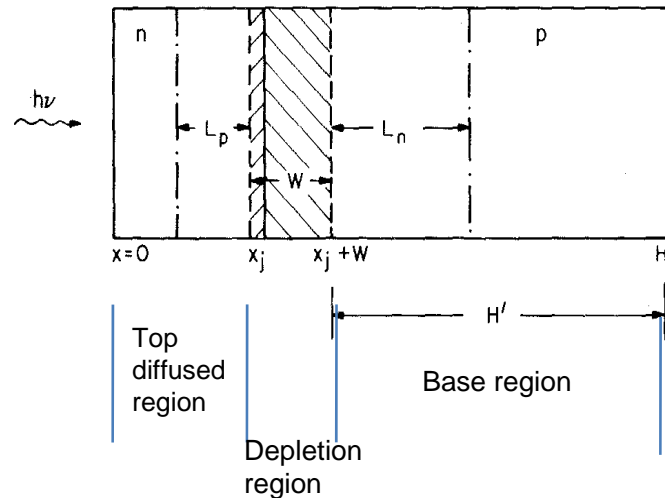 n
p
hν
Lp
Ln
W
x=0
xj
xj+W
H
H′
Top
diffused
region
Base region
Depletion
region